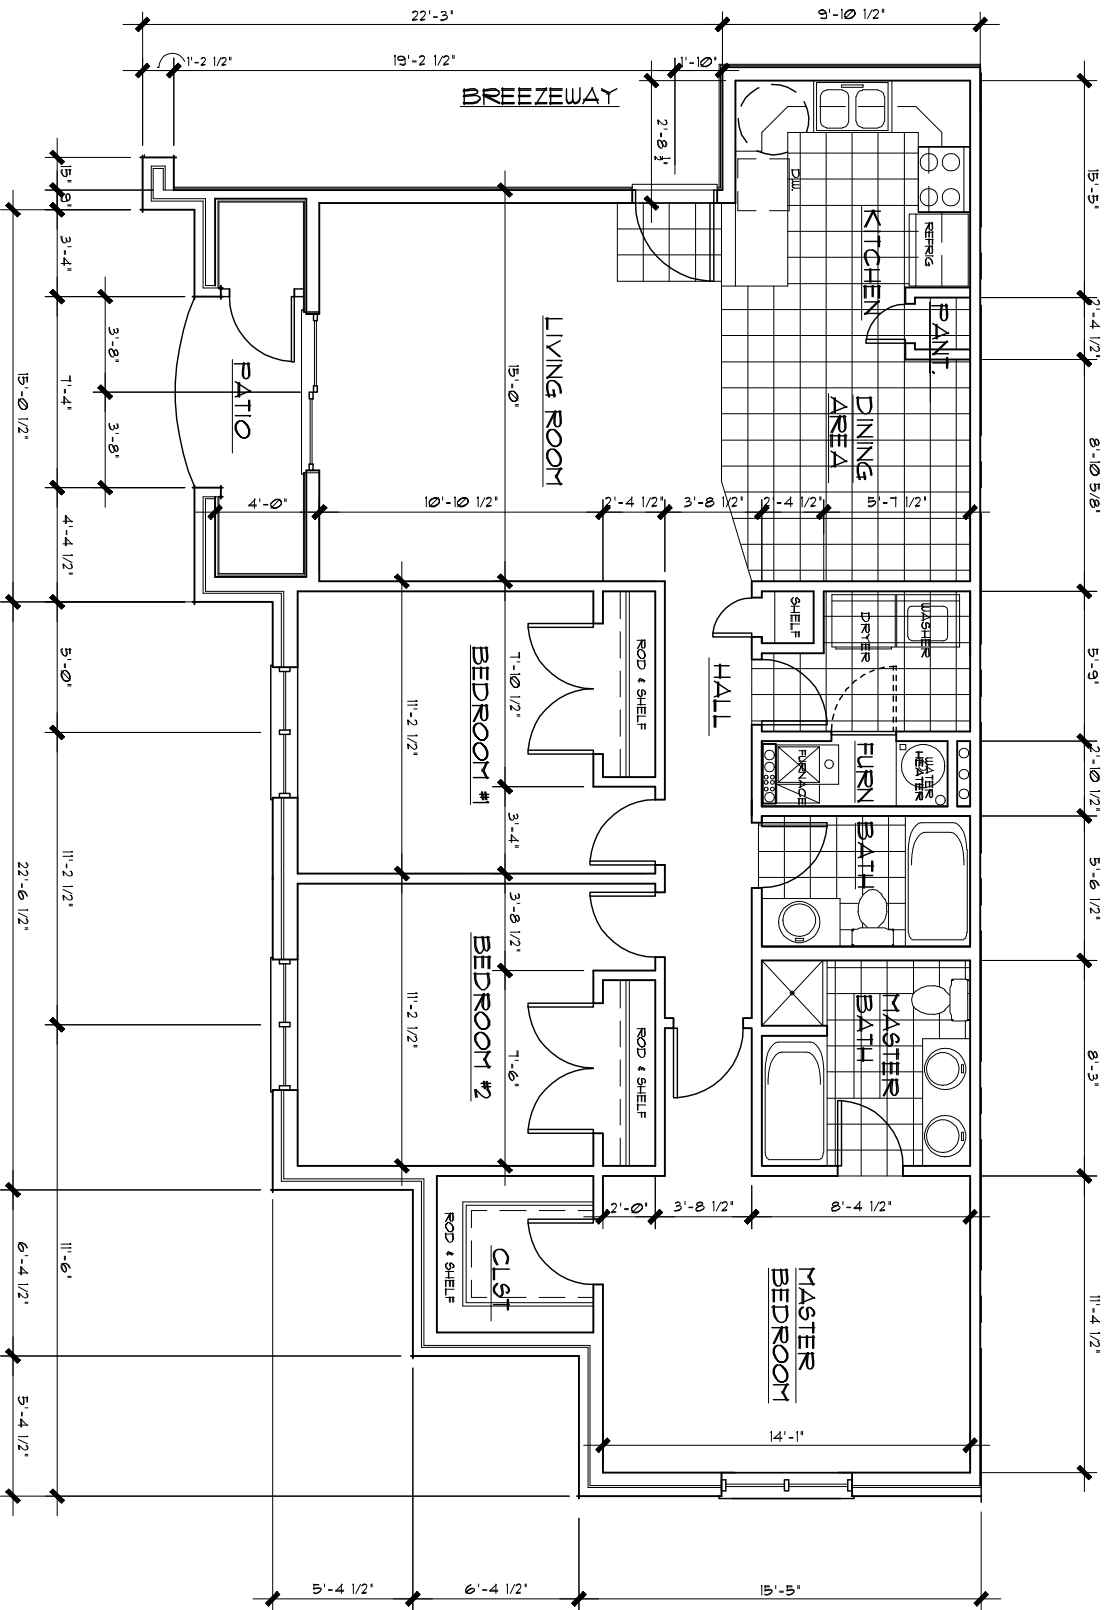 22'-3"
9'-10 1/2"
1'-2 1/2"
19'-2 1/2"
1'-10"
BREEZEWAY
2'-8 1/2"
15"
9"
3'-4"
7'-4"
4'-4 1/2"
5'-0"
11'-2 1/2"
11'-6"
15'-0 1/2"
22'-6 1/2"
6'-4 1/2"
5'-4 1/2"
3'-8"
3'-8"
PATIO
LIVING ROOM
15'-0"
D.W.
KITCHEN
REFRIG
PANT.
DINING
AREA
15'-5"
2'-4 1/2"
8'-10 5/8"
5'-9"
2'-10 1/2"
5'-6 1/2"
8'-3"
11'-4 1/2"
4'-0"
10'-10 1/2"
2'-4 1/2"
3'-8 1/2"
2'-4 1/2"
5'-7 1/2"
SHELF
DRYER
WASHER
HALL
ROD & SHELF
7'-10 1/2"
BEDROOM #1
11'-2 1/2"
3'-4"
FURNACE
FURN
WATER
HEATER
BATH
3'-8 1/2"
BEDROOM #2
11'-2 1/2"
7'-6"
ROD & SHELF
MASTER
BATH
2'-0"
3'-8 1/2"
8'-4 1/2"
CLST
ROD & SHELF
MASTER
BEDROOM
14'-1"
5'-4 1/2"
6'-4 1/2"
15'-5"